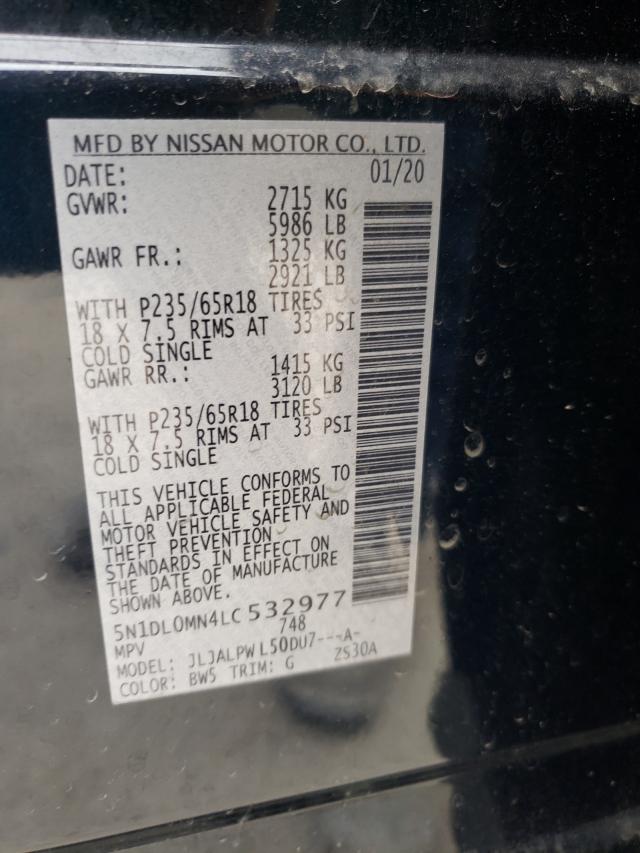 MFD BY NISSAN MOTOR CO., LTD.
DATE: 01/20
GVWR: 2715 KG
5986 LB
GAWR FR.: 1325 KG
2921 LB
WITH P235/65R18 TIRES
18 X 7.5 RIMS AT 33 PSI
COLD SINGLE
GAWR RR.: 1415 KG
3120 LB
WITH P235/65R18 TIRES
18 X 7.5 RIMS AT 33 PSI
COLD SINGLE
THIS VEHICLE CONFORMS TO
ALL APPLICABLE FEDERAL
MOTOR VEHICLE SAFETY AND
THEFT PREVENTION
STANDARDS IN EFFECT ON
THE DATE OF MANUFACTURE
SHOWN ABOVE.
5N1DL0MN4LC532977
MPV 748
MODEL: JLJALPW L50DU7---A-
COLOR: BW5 TRIM: G ZS30A